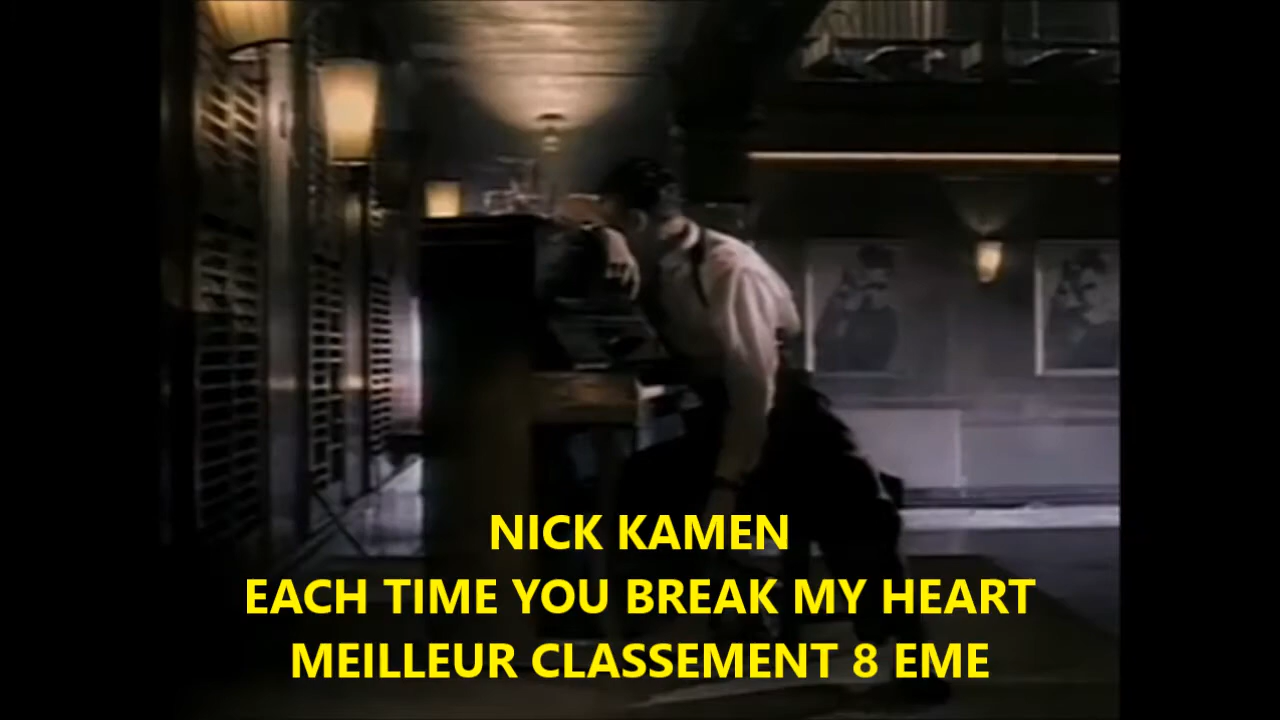 NICK KAMEN
EACH TIME YOU BREAK MY HEART
MEILLEUR CLASSEMENT 8 EME